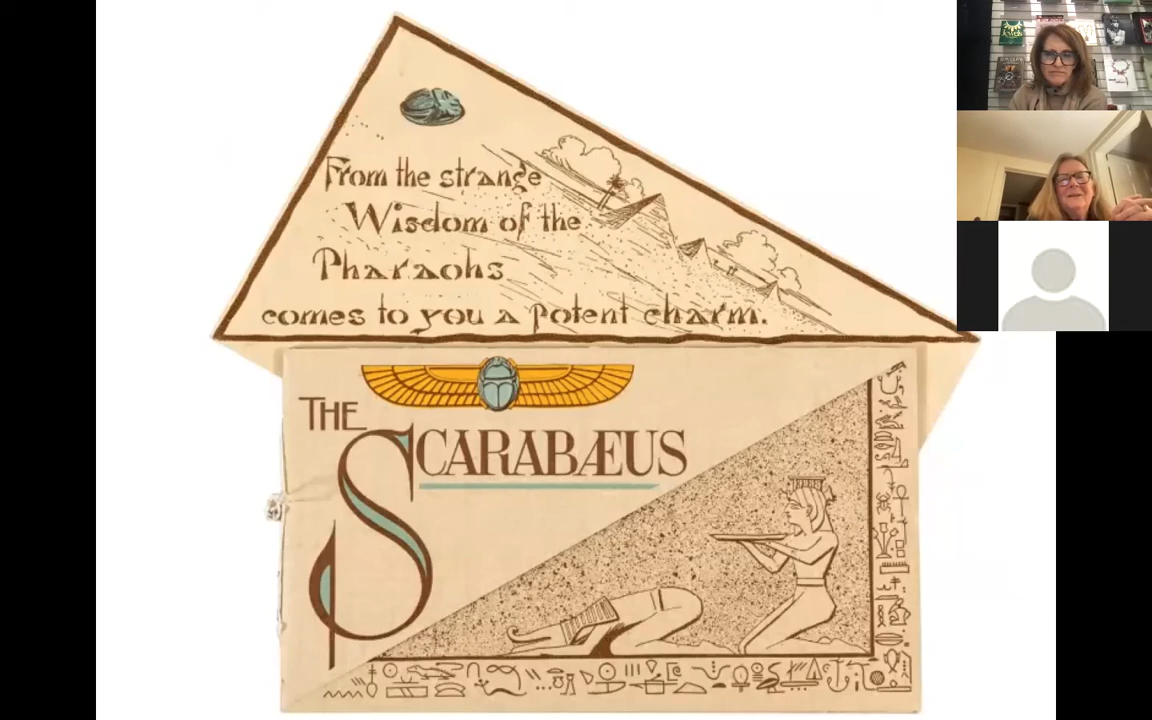 From the strange
Wisdom of the
Pharaohs
comes to you a potent charm.
THE
SCARABÆUS